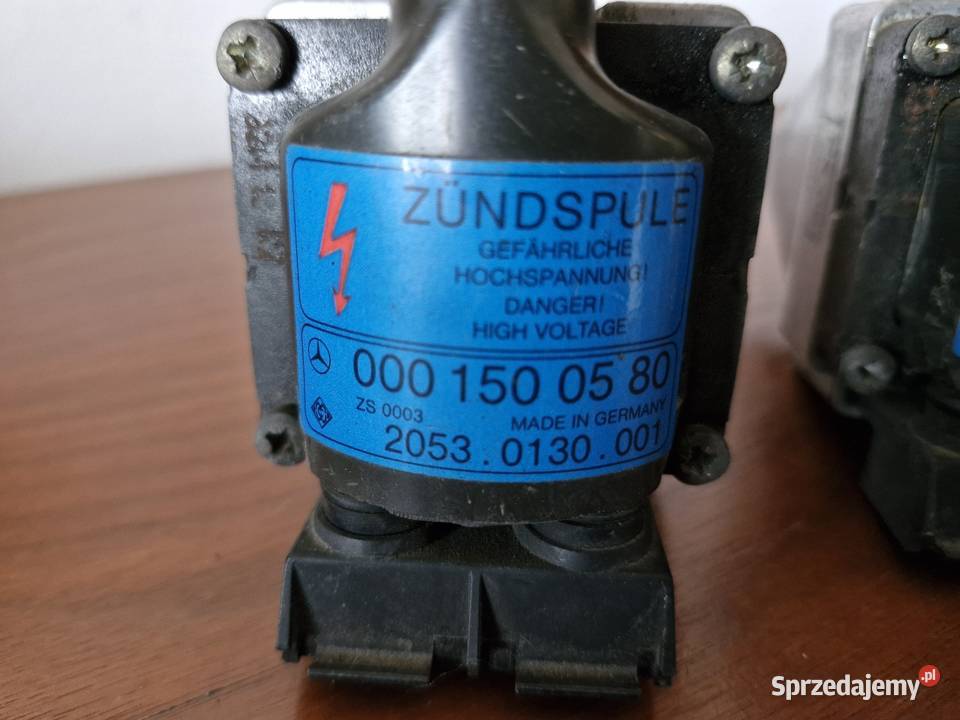 ZÜNDSPULE
GEFÄHRLICHE
HOCHSPANNUNG!
DANGER!
HIGH VOLTAGE
000 150 05 80
ZS 0003 MADE IN GERMANY
2053 . 0130 . 001
Sprzedajemy.pl